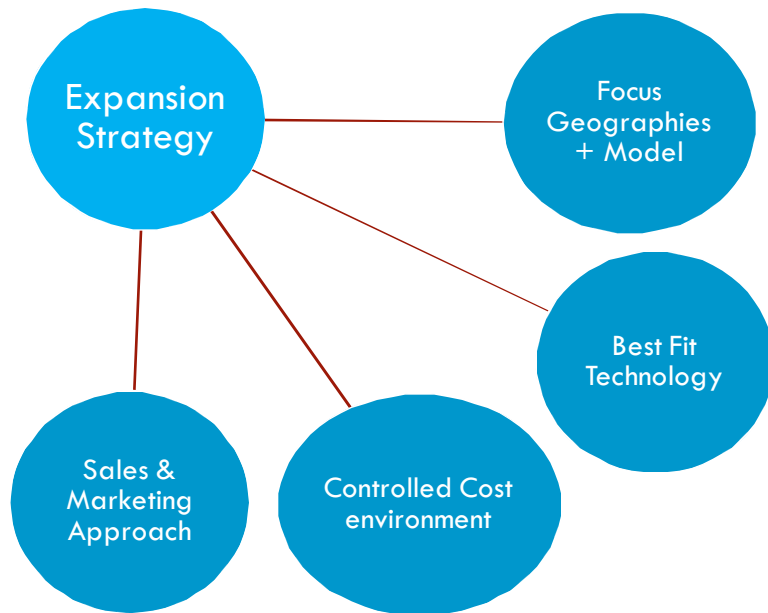 Expansion
Strategy
Focus
Geographies
+ Model
Best Fit
Technology
Controlled Cost
environment
Sales &
Marketing
Approach